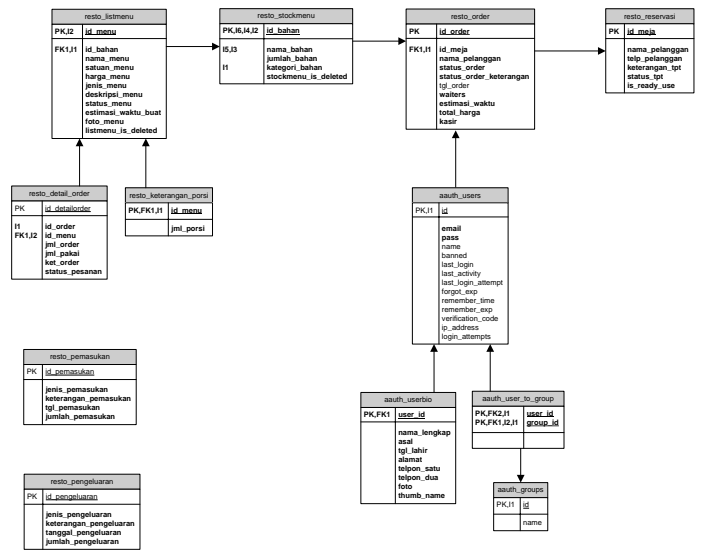 resto_listmenu
PK,I2 id_menu
FK1,I1 id_bahan
nama_menu
satuan_menu
harga_menu
jenis_menu
deskripsi_menu
status_menu
estimasi_waktu_buat
foto_menu
listmenu_is_deleted
resto_stockmenu
PK,I6,I4,I2 id_bahan
I5,I3 nama_bahan
jumlah_bahan
I1 kategori_bahan
stockmenu_is_deleted
resto_order
PK id_order
FK1,I1 id_meja
nama_pelanggan
status_order
status_order_keterangan
tgl_order
waiters
estimasi_waktu
total_harga
kasir
resto_reservasi
PK id_meja
nama_pelanggan
telp_pelanggan
keterangan_tpt
status_tpt
is_ready_use
resto_detail_order
PK id_detailorder
I1 id_order
FK1,I2 id_menu
jml_order
jml_pakai
ket_order
status_pesanan
resto_keterangan_porsi
PK,FK1,I1 id_menu
jml_porsi
aauth_users
PK,I1 id
email
pass
name
banned
last_login
last_activity
last_login_attempt
forgot_exp
remember_time
remember_exp
verification_code
ip_address
login_attempts
resto_pemasukan
PK id_pemasukan
jenis_pemasukan
keterangan_pemasukan
tgl_pemasukan
jumlah_pemasukan
aauth_userbio
PK,FK1 user_id
nama_lengkap
asal
tgl_lahir
alamat
telpon_satu
telpon_dua
foto
thumb_name
aauth_user_to_group
PK,FK2,I1 user_id
PK,FK1,I2,I1 group_id
resto_pengeluaran
PK id_pengeluaran
jenis_pengeluaran
keterangan_pengeluaran
tanggal_pengeluaran
jumlah_pengeluaran
aauth_groups
PK,I1 id
name